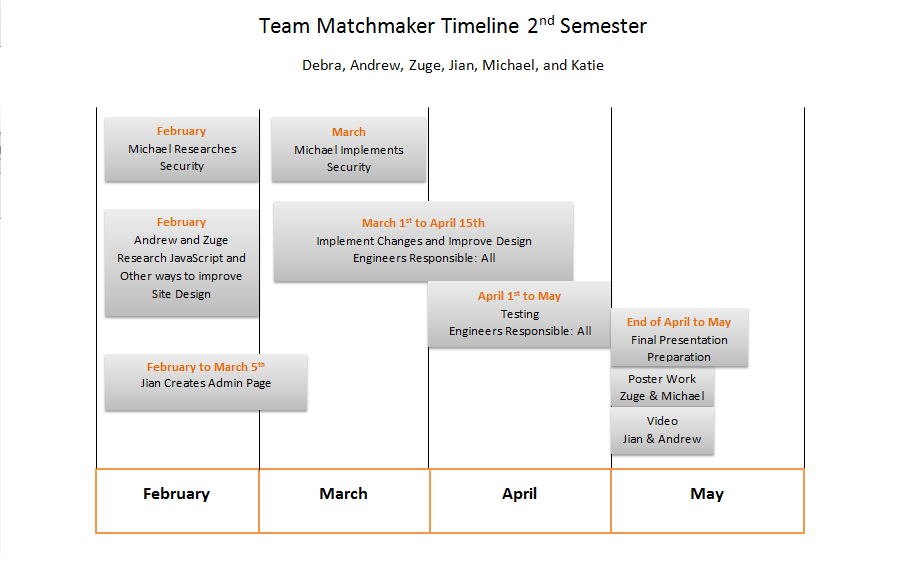 Team Matchmaker Timeline 2nd Semester
Debra, Andrew, Zuge, Jian, Michael, and Katie
February
Michael Researches
Security
March
Michael Implements
Security
February
Andrew and Zuge
Research JavaScript and
Other ways to improve
Site Design
March 1st to April 15th
Implement Changes and Improve Design
Engineers Responsible: All
April 1st to May
Testing
Engineers Responsible: All
End of April to May
Final Presentation
Preparation
February to March 5th
Jian Creates Admin Page
Poster Work
Zuge & Michael
Video
Jian & Andrew
February
March
April
May